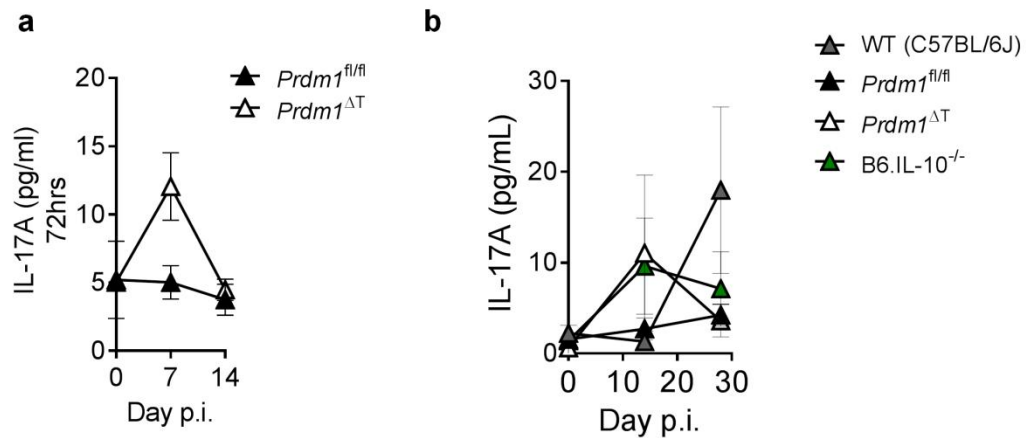 a
IL-17A (pg/ml)
72hrs
20
15
10
5
0
0 7 14
Day p.i.
Prdm1fl/fl
Prdm1ΔT
b
IL-17A (pg/mL)
30
20
10
0
0 10 20 30
Day p.i.
WT (C57BL/6J)
Prdm1fl/fl
Prdm1ΔT
B6.IL-10-/-